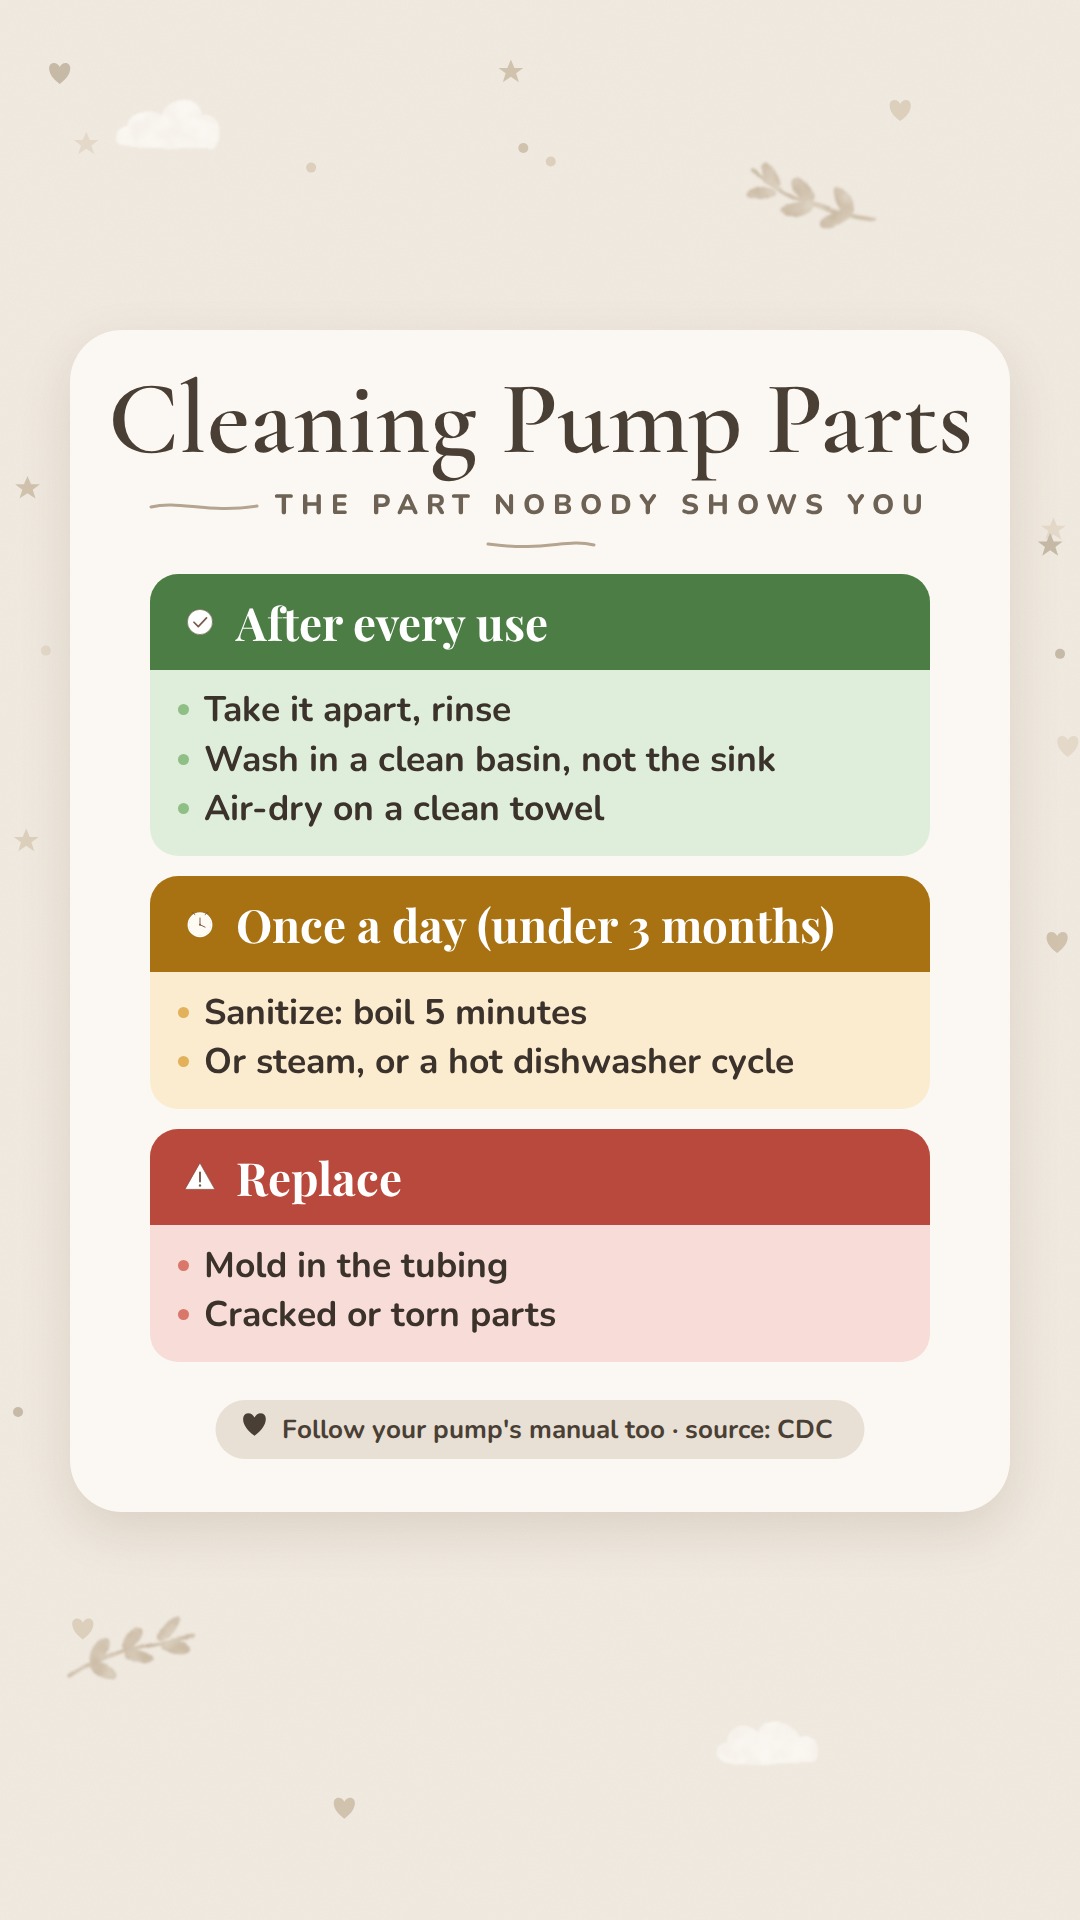 Cleaning Pump Parts
THE PART NOBODY SHOWS YOU
After every use
Take it apart, rinse
Wash in a clean basin, not the sink
Air-dry on a clean towel
Once a day (under 3 months)
Sanitize: boil 5 minutes
Or steam, or a hot dishwasher cycle
Replace
Mold in the tubing
Cracked or torn parts
Follow your pump's manual too · source: CDC